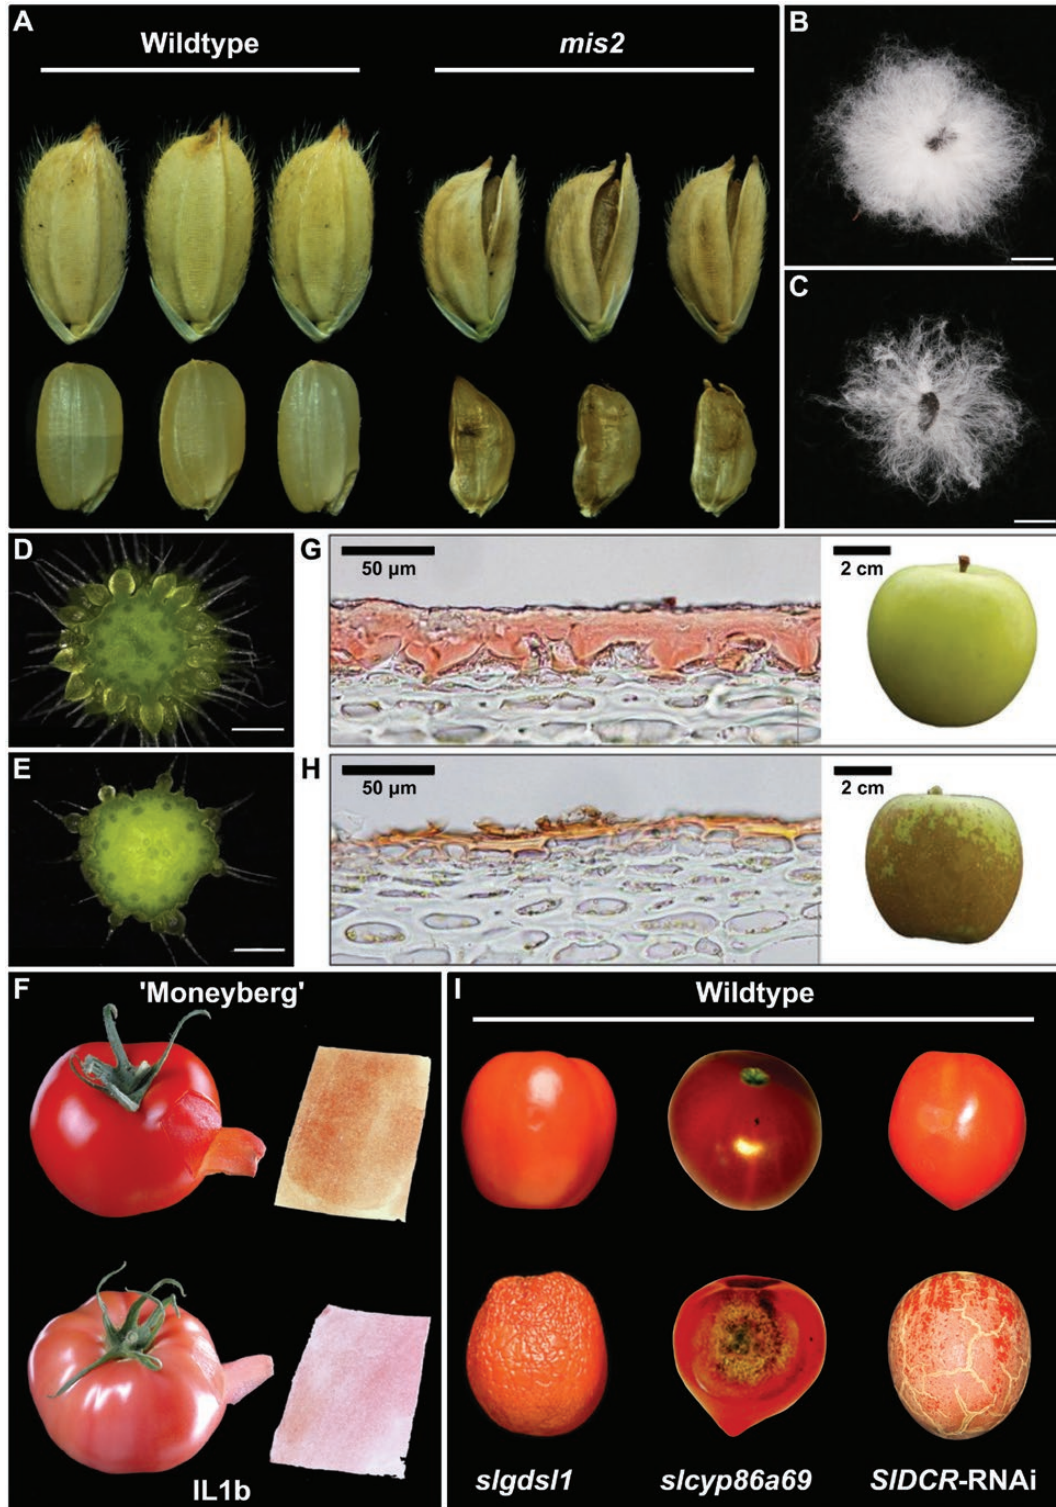 A
Wildtype
mis2
B
C
D
E
G
50 µm
2 cm
H
50 µm
2 cm
F
'Moneyberg'
IL1b
I
Wildtype
slgdsl1
slcyp86a69
SlDCR-RNAi